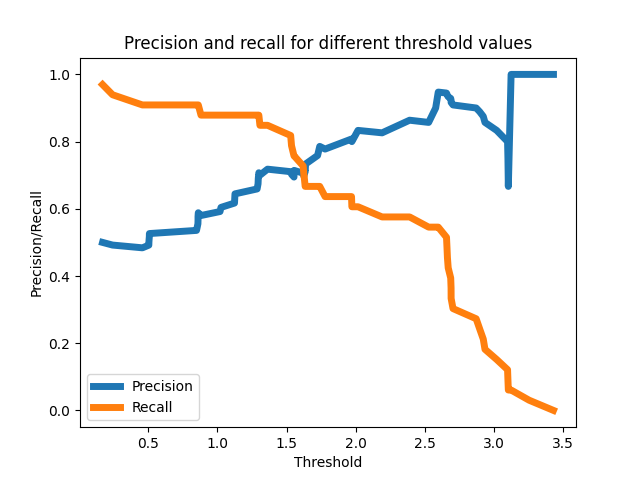 Precision and recall for different threshold values
Precision/Recall
1.0
0.8
0.6
0.4
0.2
0.0
Precision
Recall
0.5 1.0 1.5 2.0 2.5 3.0 3.5
Threshold